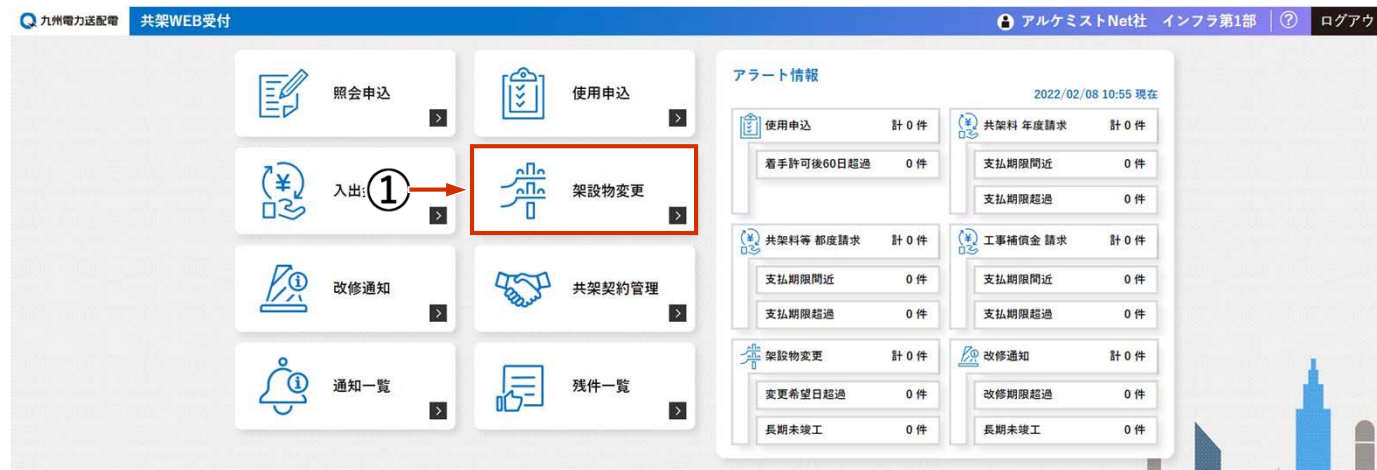 九州電力送配電 共架WEB受付 アルケミストNet社 インフラ第1部 ? ログアウ
照会申込
使用申込
入出
①
架設物変更
改修通知
共架契約管理
通知一覧
残件一覧
アラート情報
2022/02/08 10:55 現在
使用申込 計 0 件
着手許可後60日超過 0 件
共架料 年度請求 計 0 件
支払期限間近 0 件
支払期限超過 0 件
共架料等 都度請求 計 0 件
支払期限間近 0 件
支払期限超過 0 件
工事補償金 請求 計 0 件
支払期限間近 0 件
支払期限超過 0 件
架設物変更 計 0 件
変更希望日超過 0 件
長期未竣工 0 件
改修通知 計 0 件
改修期限超過 0 件
長期未竣工 0 件